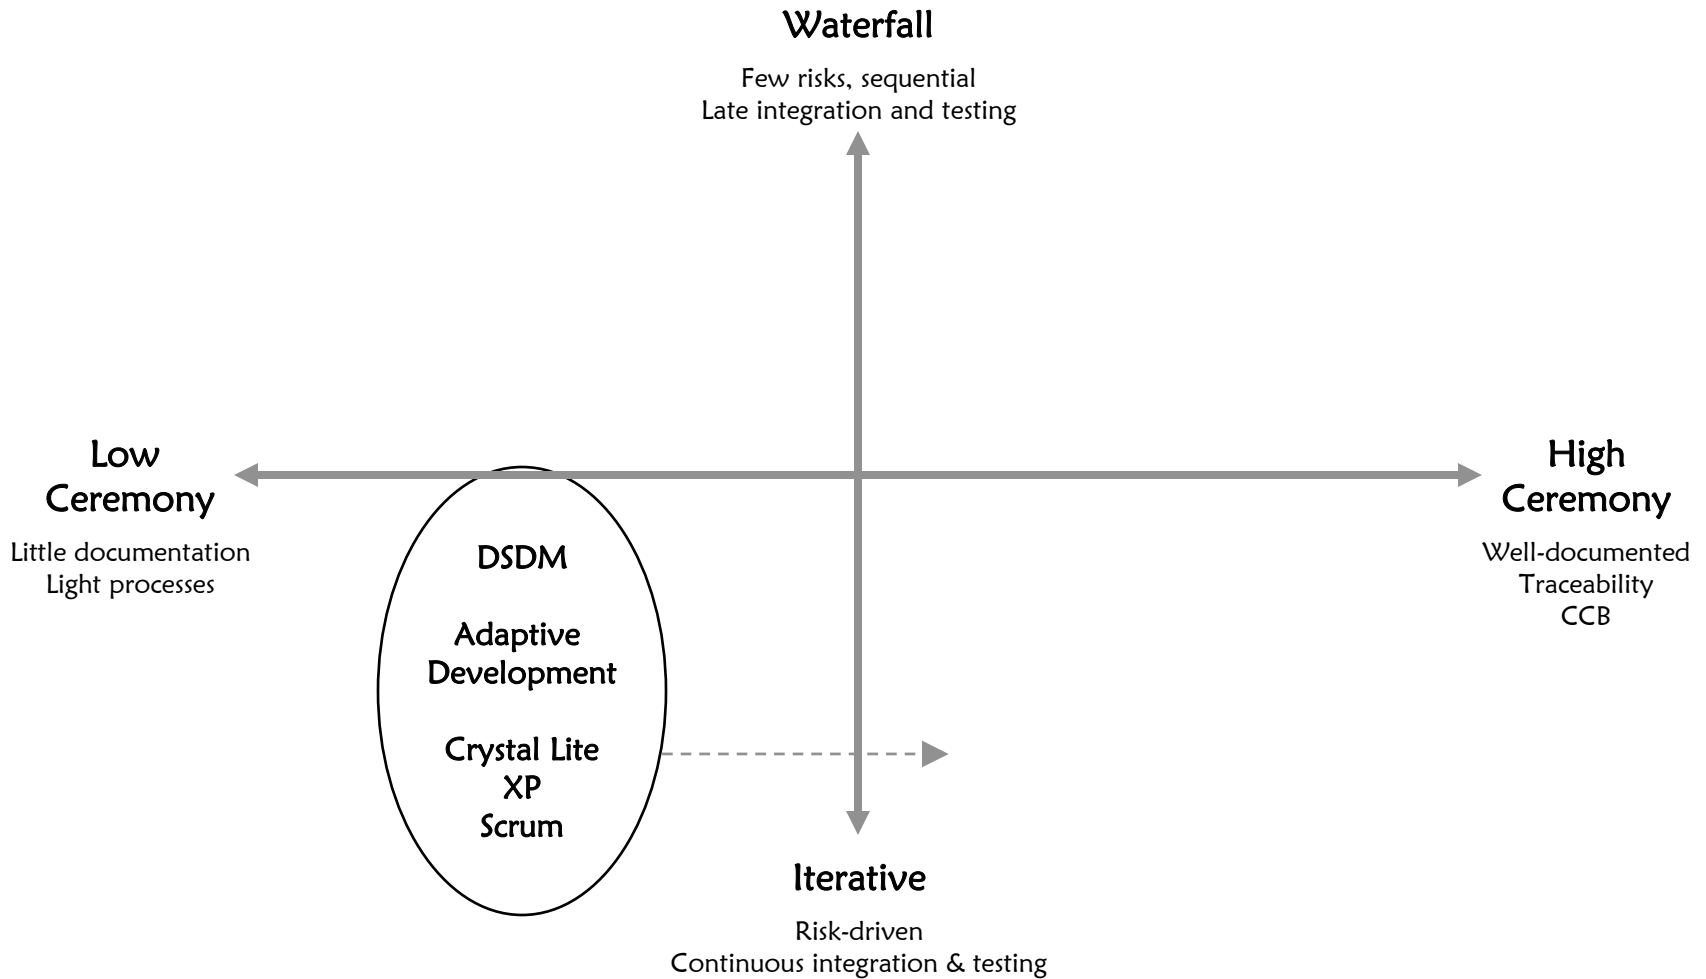 Waterfall
Few risks, sequential
Late integration and testing
Low
Ceremony
Little documentation
Light processes
High
Ceremony
Well-documented
Traceability
CCB
DSDM
Adaptive
Development
Crystal Lite
XP
Scrum
Iterative
Risk-driven
Continuous integration & testing